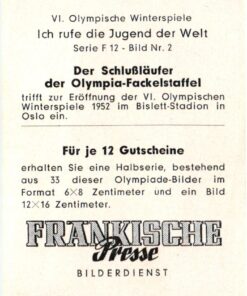 VI. Olympische Winterspiele
Ich rufe die Jugend der Welt
Serie F 12 - Bild Nr. 2
Der Schlußläufer
der Olympia-Fackelstaffel
trifft zur Eröffnung der VI. Olympischen
Winterspiele 1952 im Bislett-Stadion in
Oslo ein.
Für je 12 Gutscheine
erhalten Sie eine Halbserie, bestehend
aus 33 dieser Olympiade-Bilder im
Format 6×8 Zentimeter und ein Bild
12×16 Zentimeter.
FRÄNKISCHE
Presse
BILDERDIENST